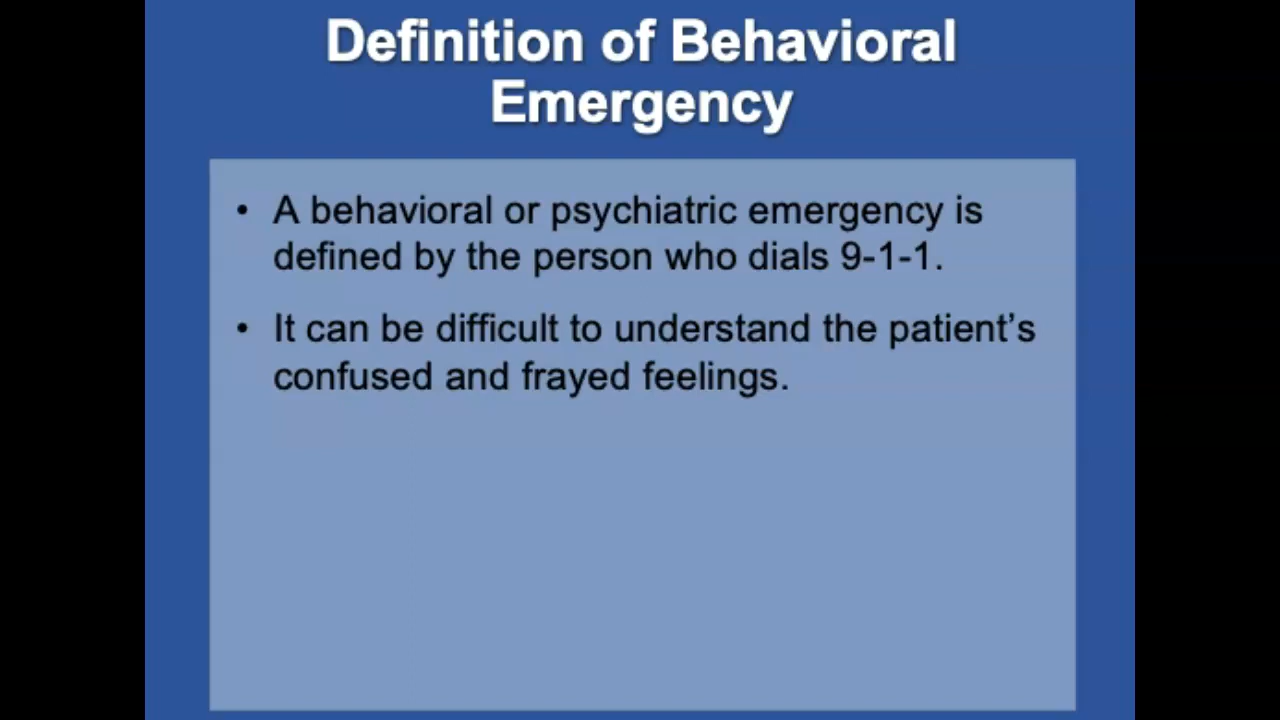 Definition of Behavioral
Emergency
• A behavioral or psychiatric emergency is
defined by the person who dials 9-1-1.
• It can be difficult to understand the patient’s
confused and frayed feelings.